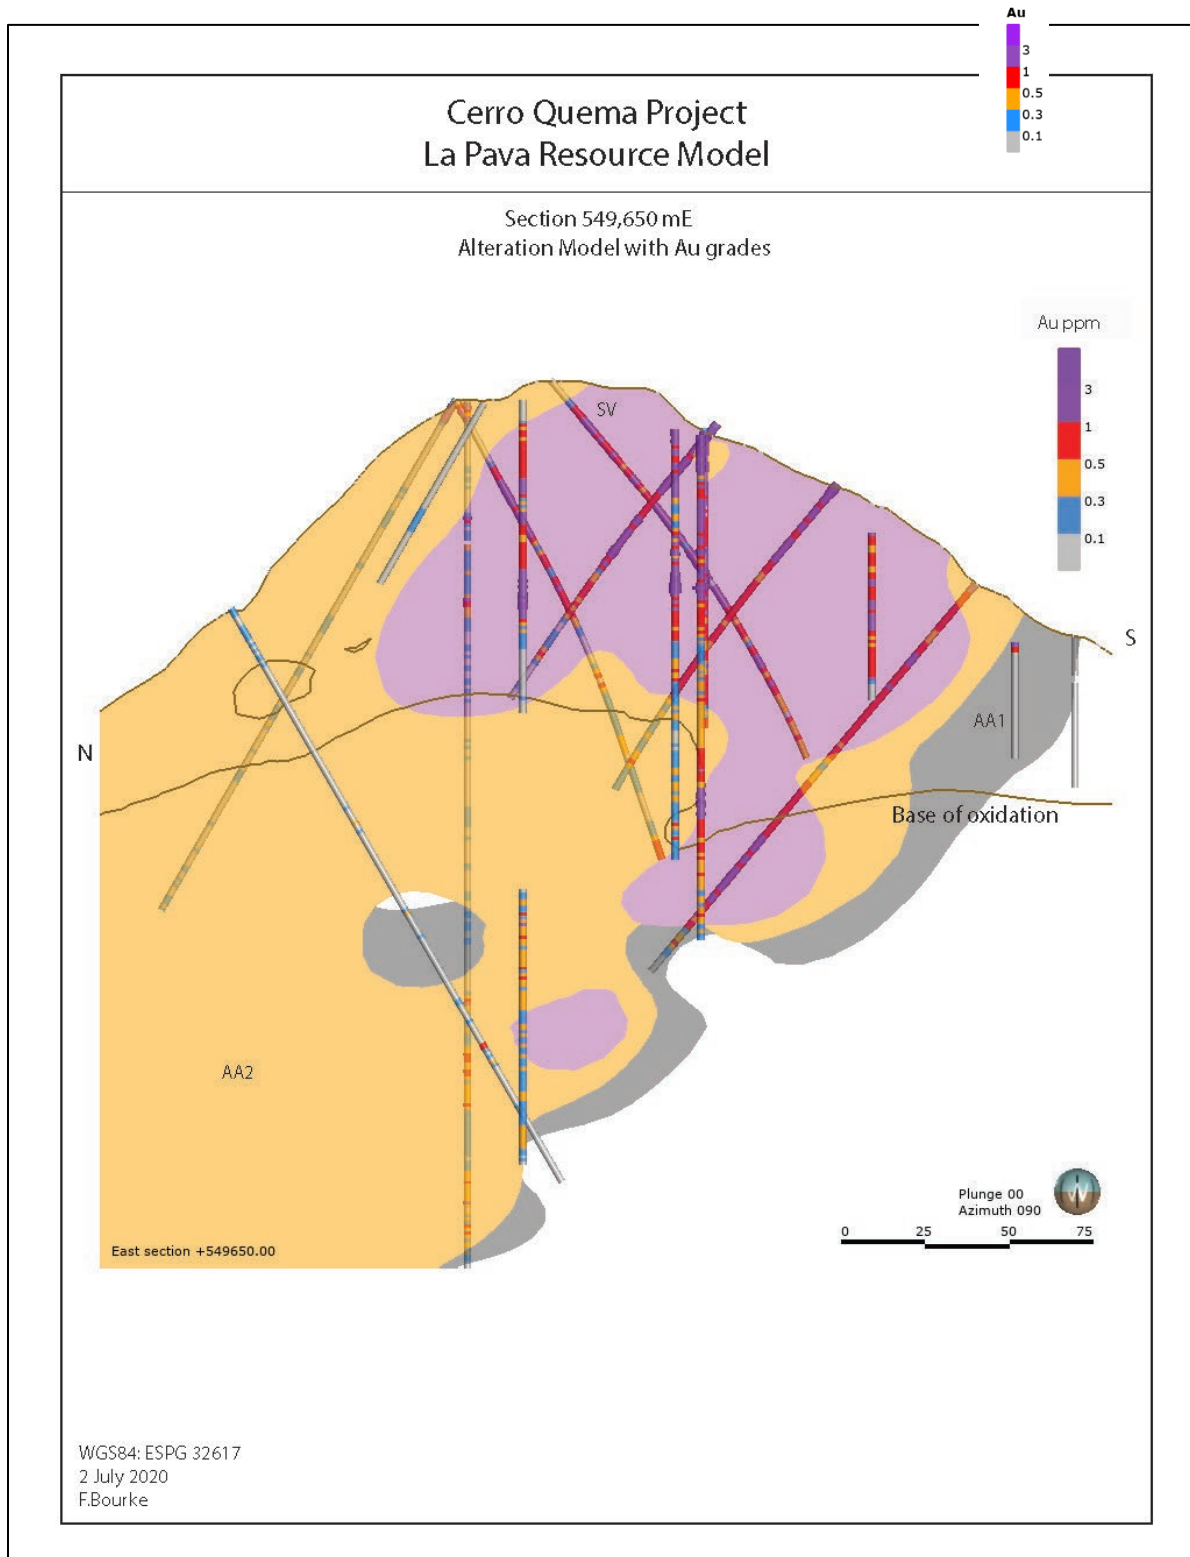 Au
3
1
0.5
0.3
0.1
Cerro Quema Project
La Pava Resource Model
Section 549,650 mE
Alteration Model with Au grades
Au ppm
3
1
0.5
0.3
0.1
SV
S
AA1
N
Base of oxidation
AA2
Plunge 00
Azimuth 090
W
0 25 50 75
East section +549650.00
WGS84: ESPG 32617
2 July 2020
F.Bourke